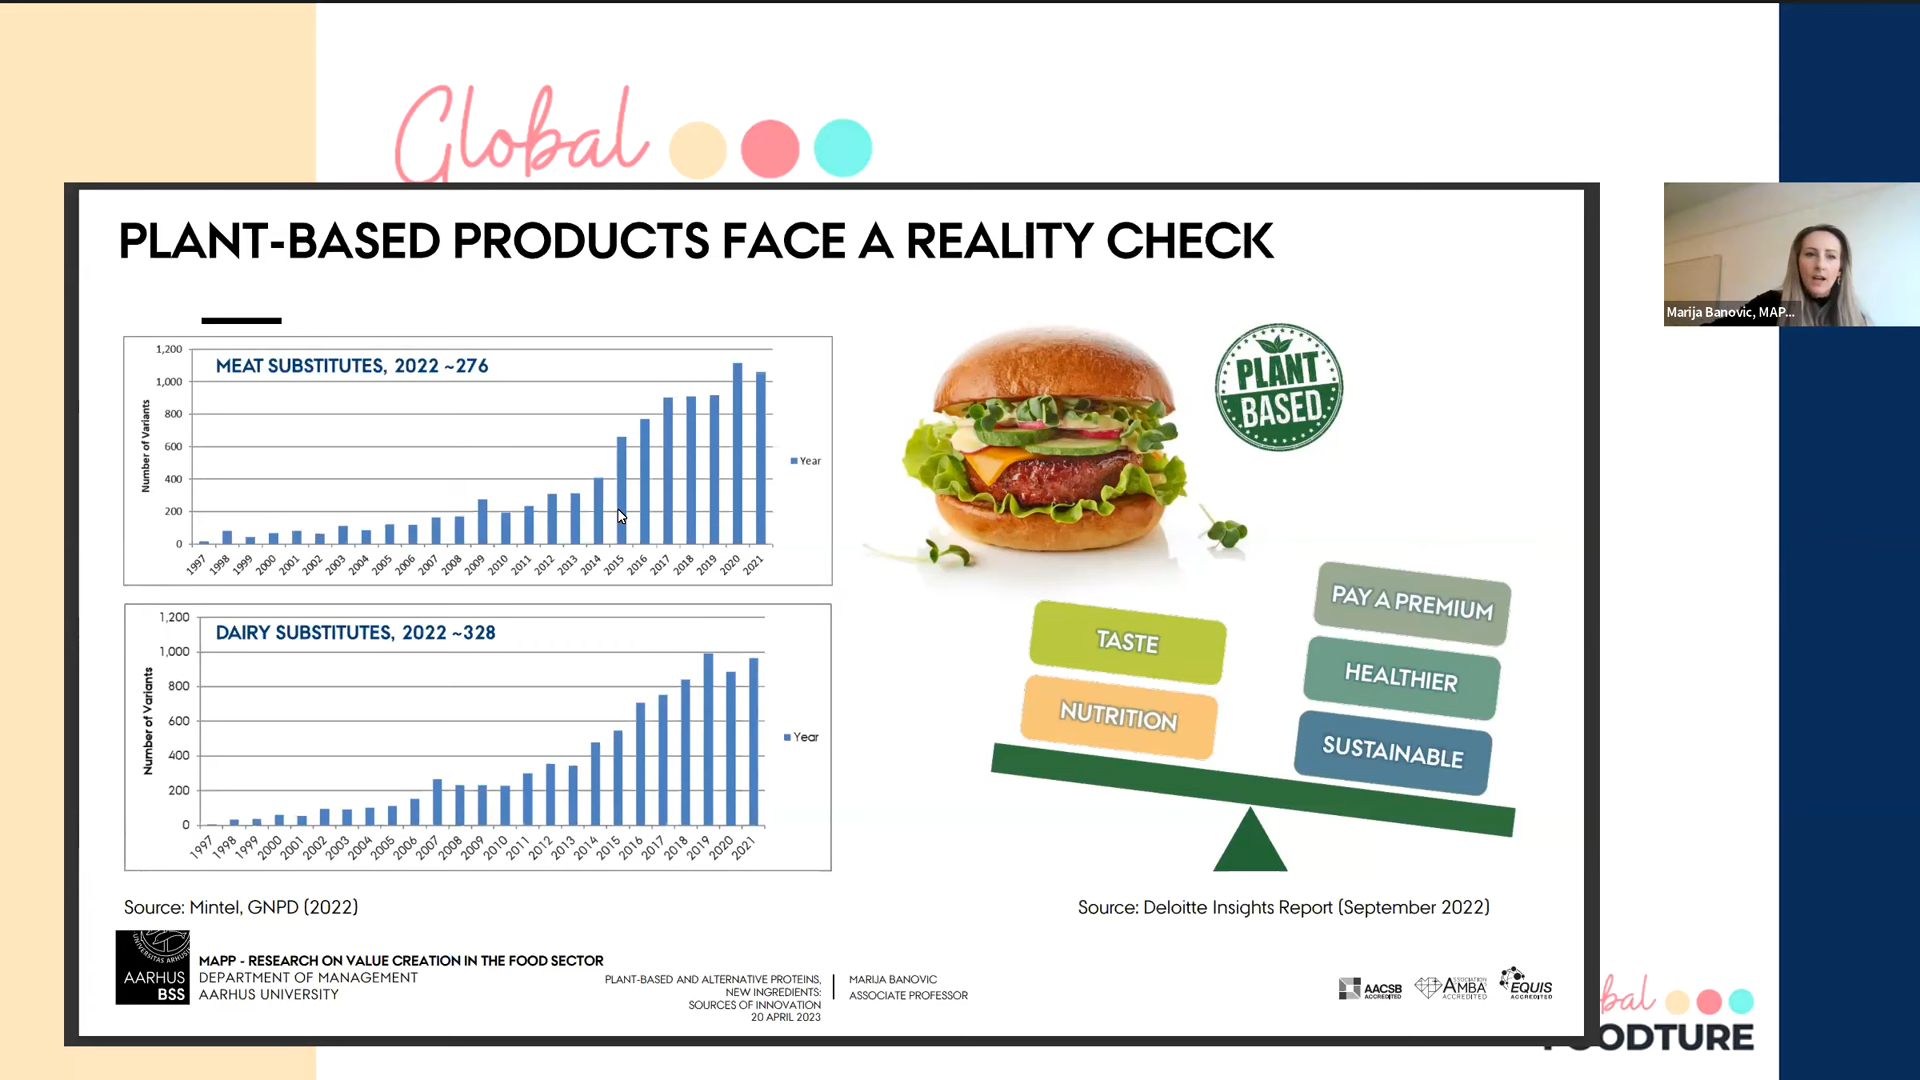 Global
PLANT-BASED PRODUCTS FACE A REALITY CHECK
MEAT SUBSTITUTES, 2022 ~276
Number of Variants
1,200
1,000
800
600
400
200
0
1997 1998 1999 2000 2001 2002 2003 2004 2005 2006 2007 2008 2009 2010 2011 2012 2013 2014 2015 2016 2017 2018 2019 2020 2021
Year
DAIRY SUBSTITUTES, 2022 ~328
Number of Variants
1,200
1,000
800
600
400
200
0
1997 1998 1999 2000 2001 2002 2003 2004 2005 2006 2007 2008 2009 2010 2011 2012 2013 2014 2015 2016 2017 2018 2019 2020 2021
Year
Source: Mintel, GNPD (2022)
PLANT
BASED
TASTE
NUTRITION
PAY A PREMIUM
HEALTHIER
SUSTAINABLE
Source: Deloitte Insights Report (September 2022)
Marija Banovic, MAP...
AARHUS
BSS
MAPP - RESEARCH ON VALUE CREATION IN THE FOOD SECTOR
DEPARTMENT OF MANAGEMENT
AARHUS UNIVERSITY
PLANT-BASED AND ALTERNATIVE PROTEINS,
NEW INGREDIENTS:
SOURCES OF INNOVATION
20 APRIL 2023
MARIJA BANOVIC
ASSOCIATE PROFESSOR
AACSB
ACCREDITED
ASSOCIATION
AMBA
ACCREDITED
EQUIS
ACCREDITED
bal
OODTURE